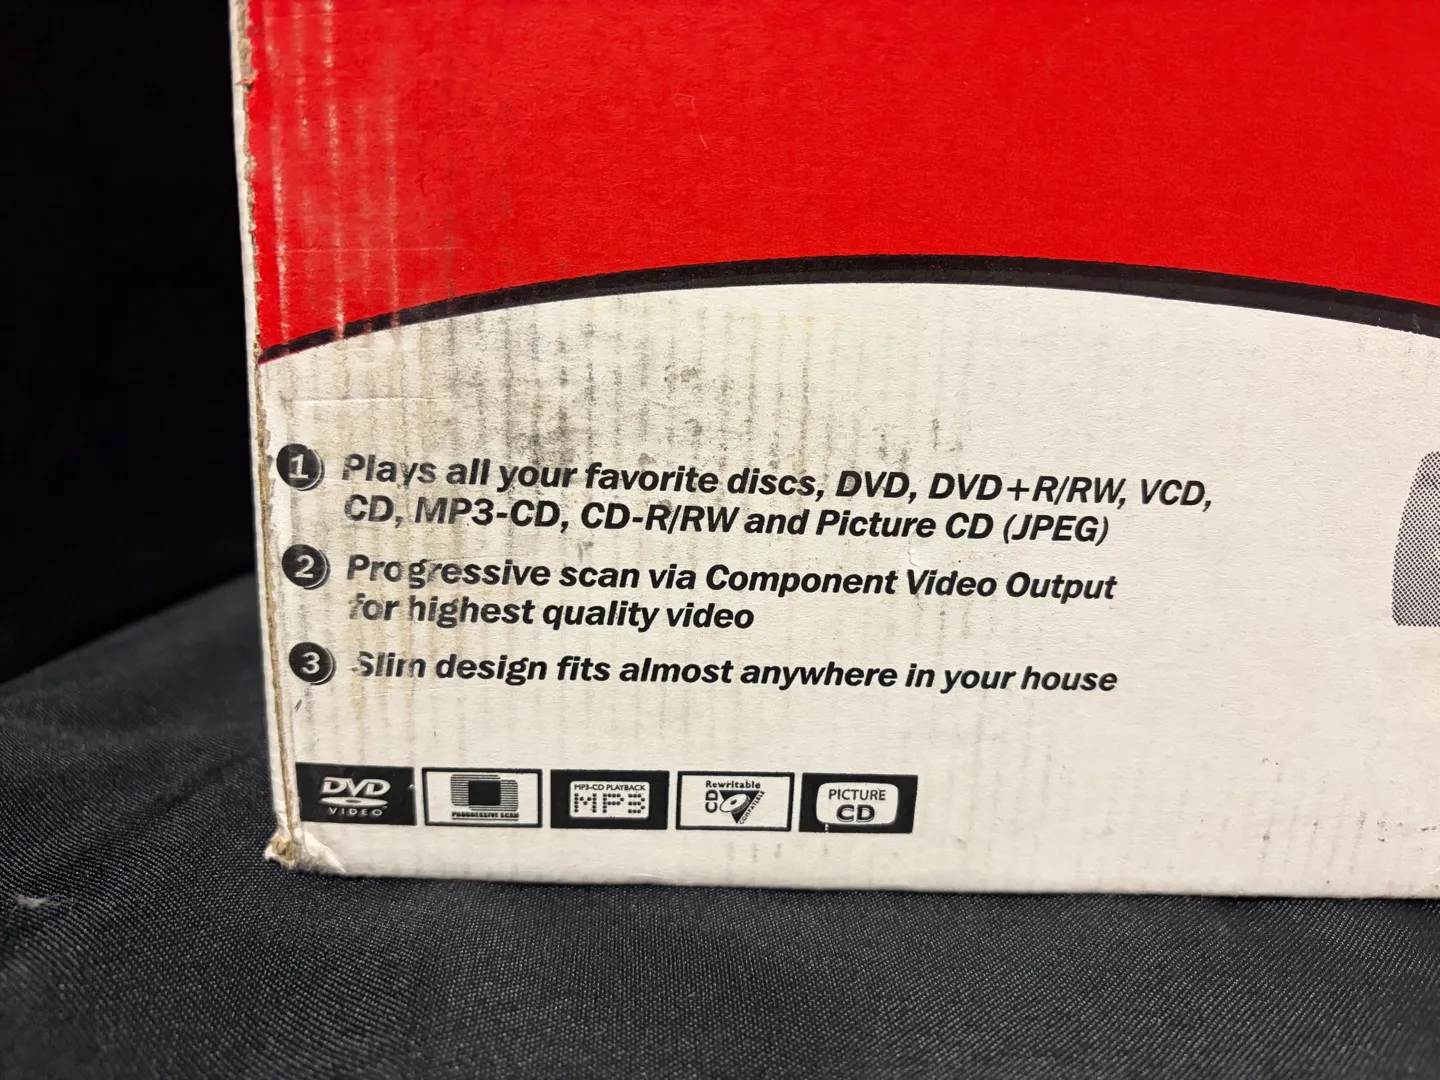 1 Plays all your favorite discs, DVD, DVD+R/RW, VCD,
CD, MP3-CD, CD-R/RW and Picture CD (JPEG)
2 Progressive scan via Component Video Output
for highest quality video
3 Slim design fits almost anywhere in your house
DVD
VIDEO
PROGRESSIVE SCAN
MP3-CD PLAYBACK
MP3
Rewritable
CD
COMPATIBLE
PICTURE
CD